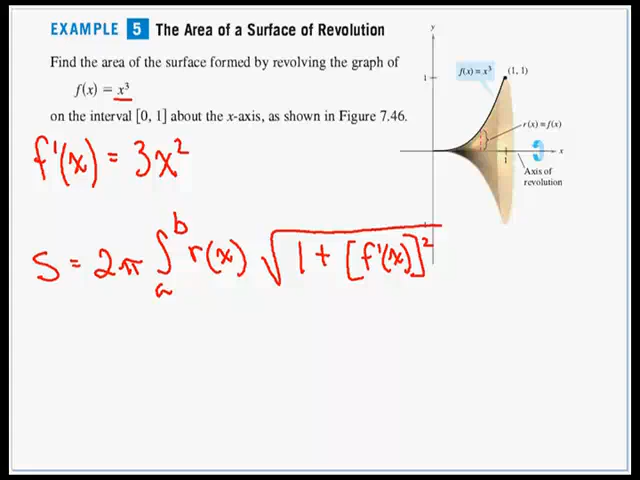 EXAMPLE 5 The Area of a Surface of Revolution
Find the area of the surface formed by revolving the graph of
f(x) = x³
on the interval [0, 1] about the x-axis, as shown in Figure 7.46.
f'(x) = 3x²
S = 2π ∫ₐᵇ r(x) √(1 + [f'(x)]²)
y
f(x) = x³
(1, 1)
1
r(x) = f(x)
x
1
Axis of
revolution
1